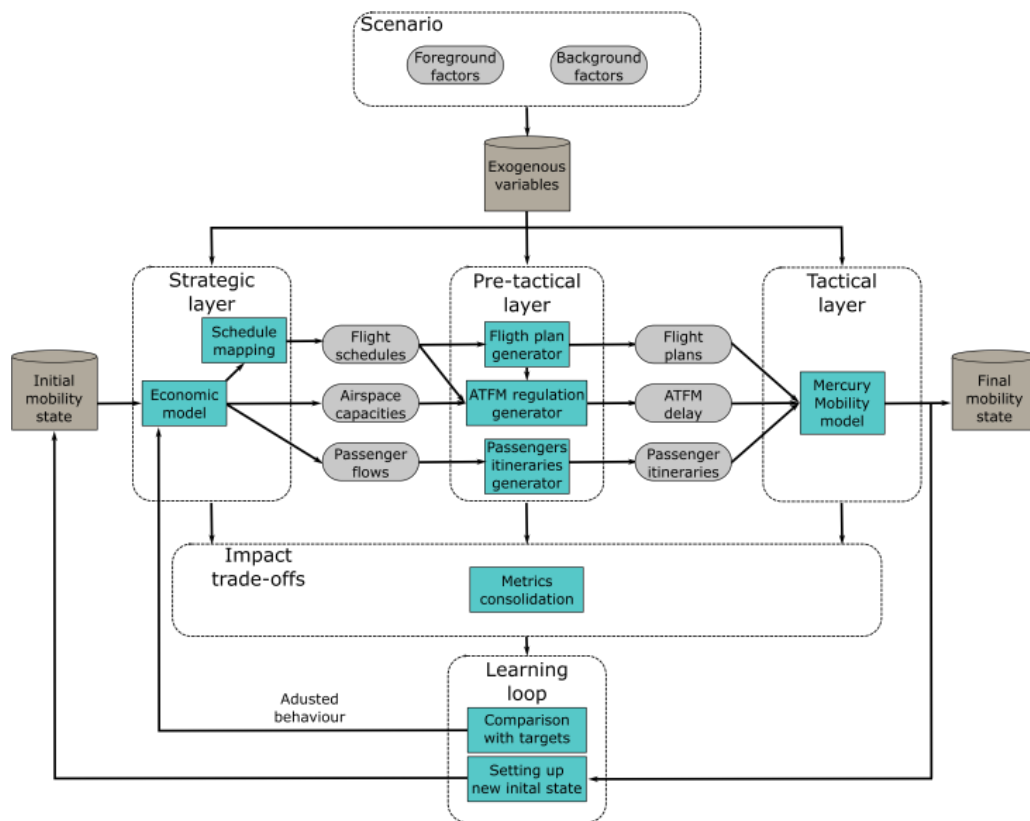 Scenario
Foreground
factors
Background
factors
Exogenous
variables
Strategic
layer
Pre-tactical
layer
Tactical
layer
Schedule
mapping
Flight
schedules
Fligth plan
generator
Flight
plans
Initial
mobility
state
Economic
model
Airspace
capacities
ATFM regulation
generator
ATFM
delay
Mercury
Mobility
model
Final
mobility
state
Passenger
flows
Passengers
itineraries
generator
Passenger
itineraries
Impact
trade-offs
Metrics
consolidation
Learning
loop
Adusted
behaviour
Comparison
with targets
Setting up
new inital state